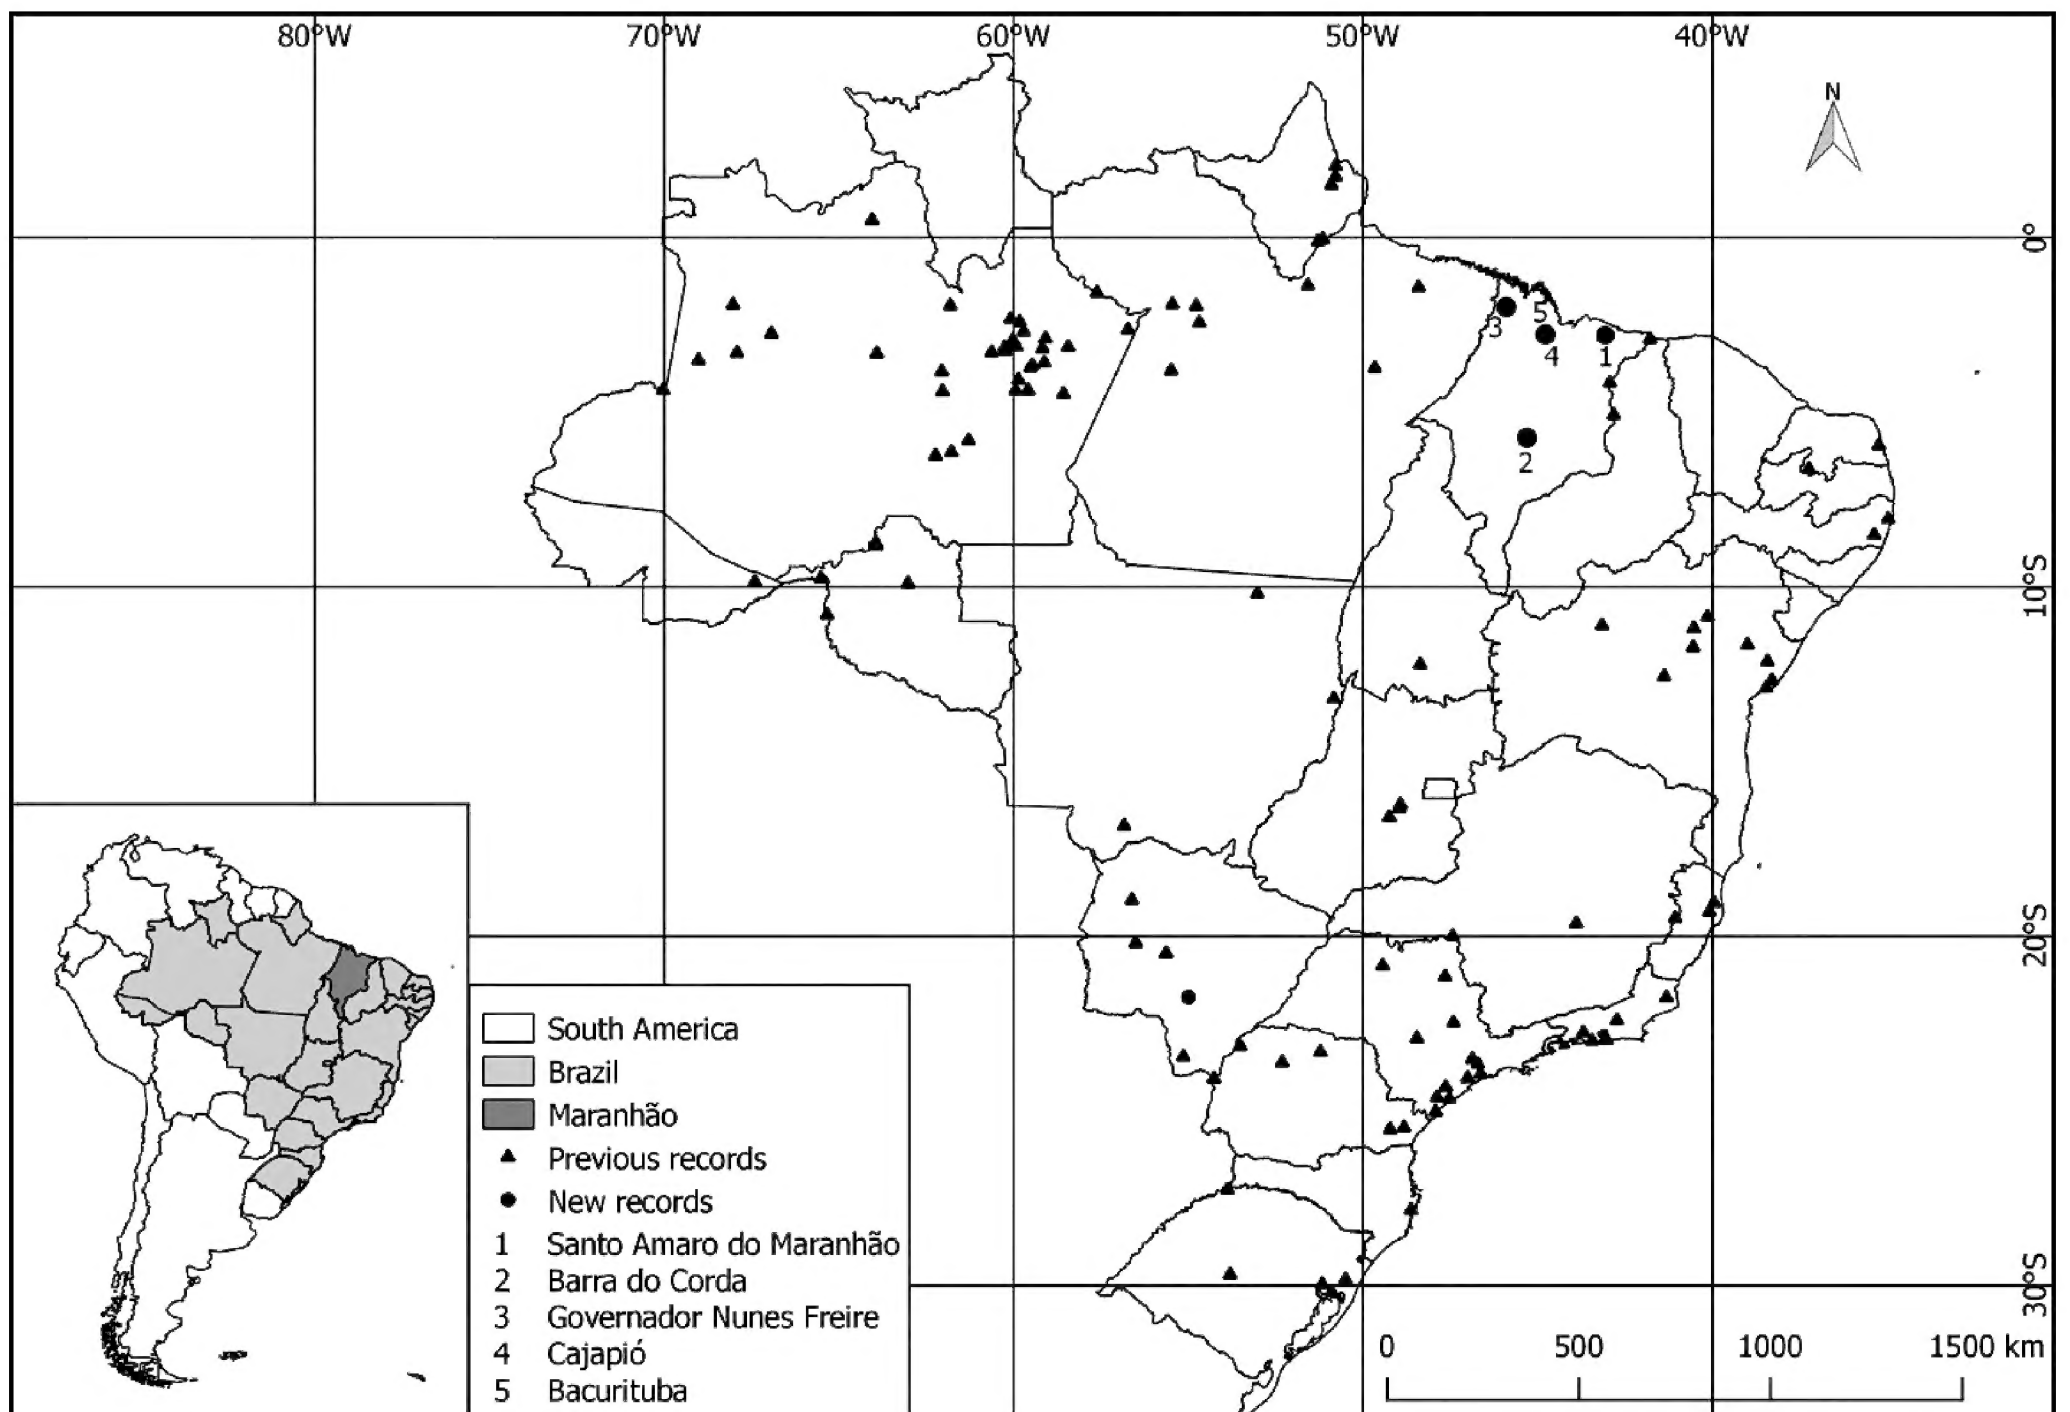 80°W 70°W 60°W 50°W 40°W
N
0°
10°S
20°S
30°S
3
5
4
1
2
South America
Brazil
Maranhão
Previous records
New records
1 Santo Amaro do Maranhão
2 Barra do Corda
3 Governador Nunes Freire
4 Cajapió
5 Bacurituba
0 500 1000 1500 km